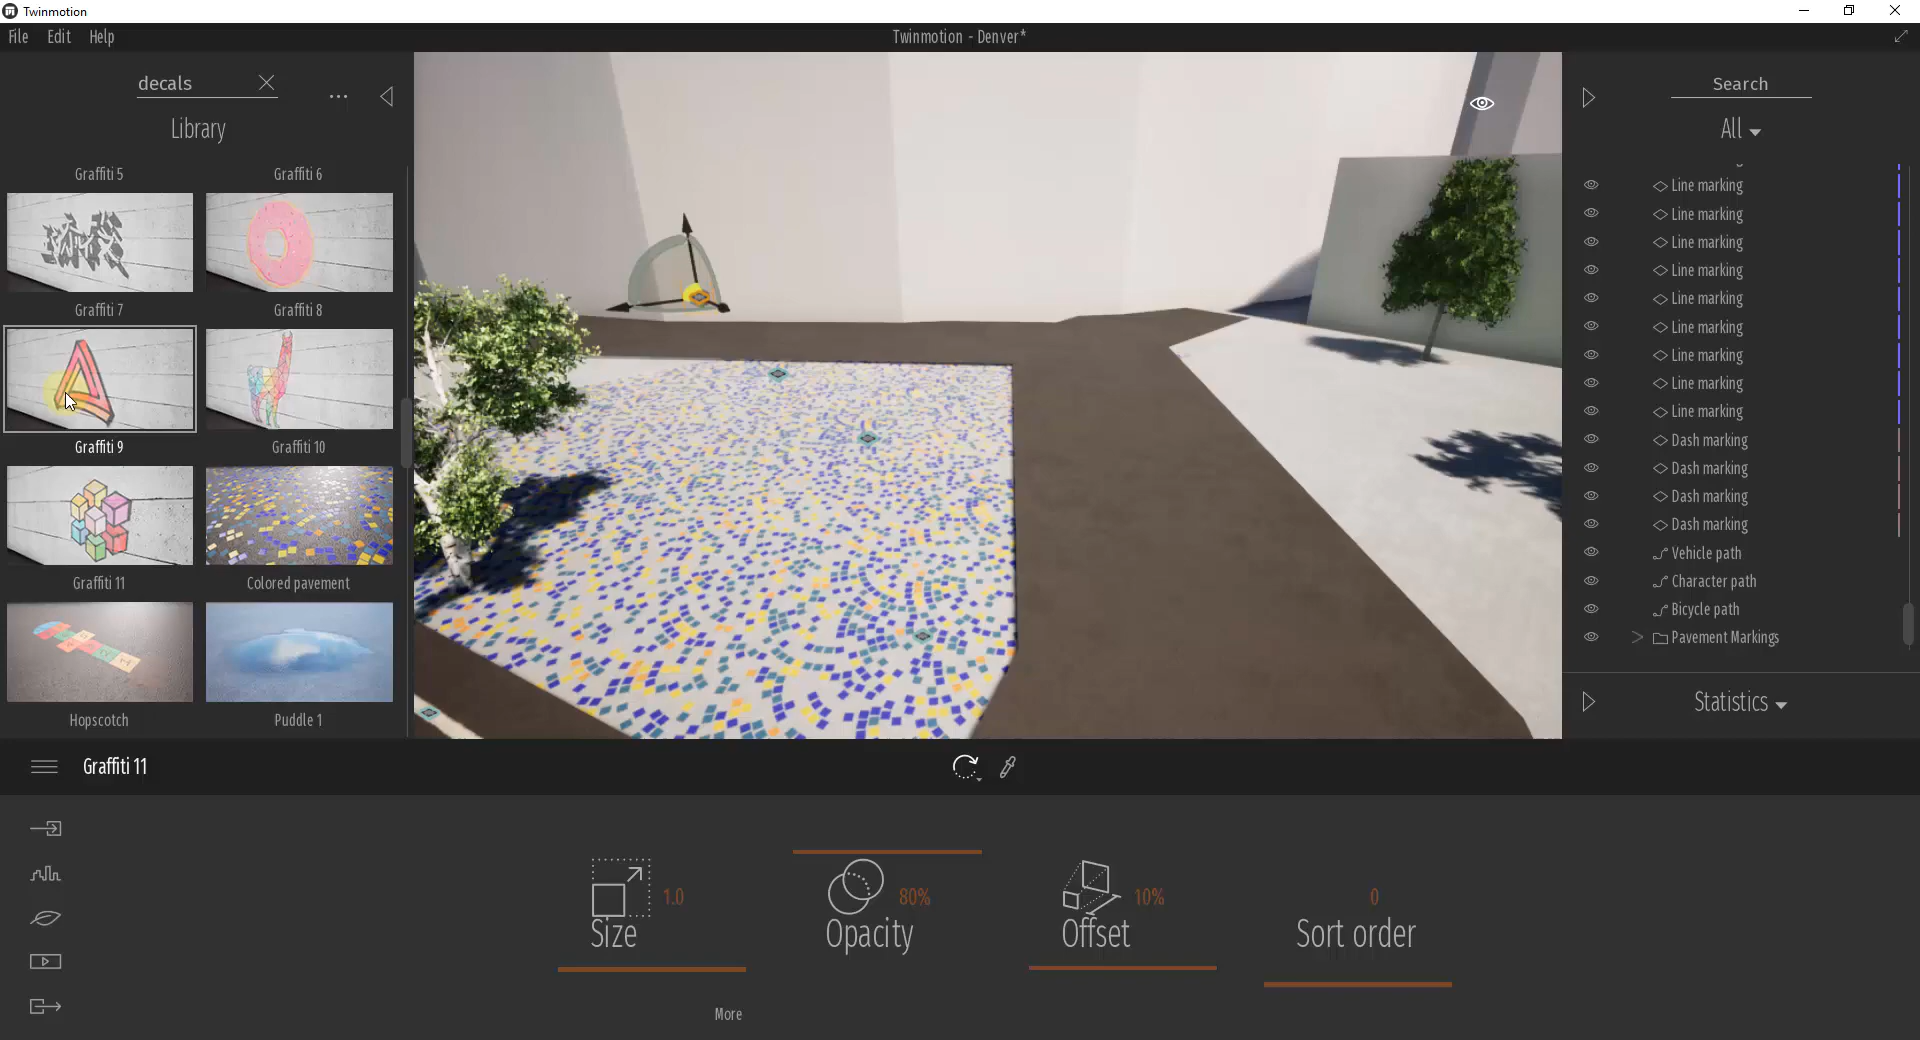 Twinmotion
File Edit Help
Twinmotion - Denver*
decals
Library
Graffiti 5
Graffiti 6
Graffiti 7
Graffiti 8
Graffiti 9
Graffiti 10
Graffiti 11
Colored pavement
Hopscotch
Puddle 1
Search
All
Line marking
Line marking
Line marking
Line marking
Line marking
Line marking
Line marking
Line marking
Line marking
Dash marking
Dash marking
Dash marking
Dash marking
Vehicle path
Character path
Bicycle path
Pavement Markings
Statistics
Graffiti 11
1.0
Size
80%
Opacity
10%
Offset
0
Sort order
More